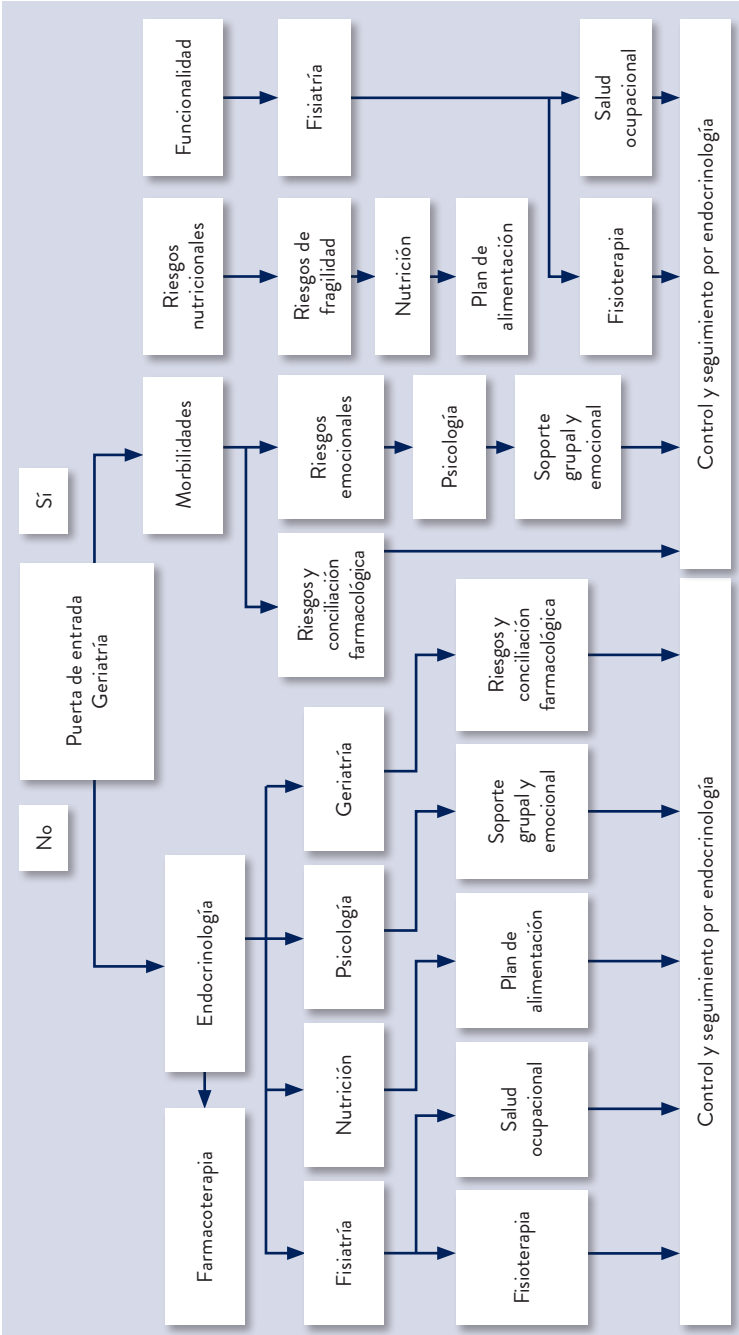 Puerta de entrada
Geriatría
No
Sí
Endocrinología
Farmacoterapia
Fisiatría
Nutrición
Psicología
Geriatría
Fisioterapia
Salud
ocupacional
Plan de
alimentación
Soporte
grupal y
emocional
Riesgos y
conciliación
farmacológica
Control y seguimiento por endocrinología
Morbilidades
Riesgos
nutricionales
Funcionalidad
Riesgos y
conciliación
farmacológica
Riesgos
emocionales
Riesgos de
fragilidad
Fisiatría
Psicología
Nutrición
Soporte
grupal y
emocional
Plan de
alimentación
Fisioterapia
Salud
ocupacional
Control y seguimiento por endocrinología